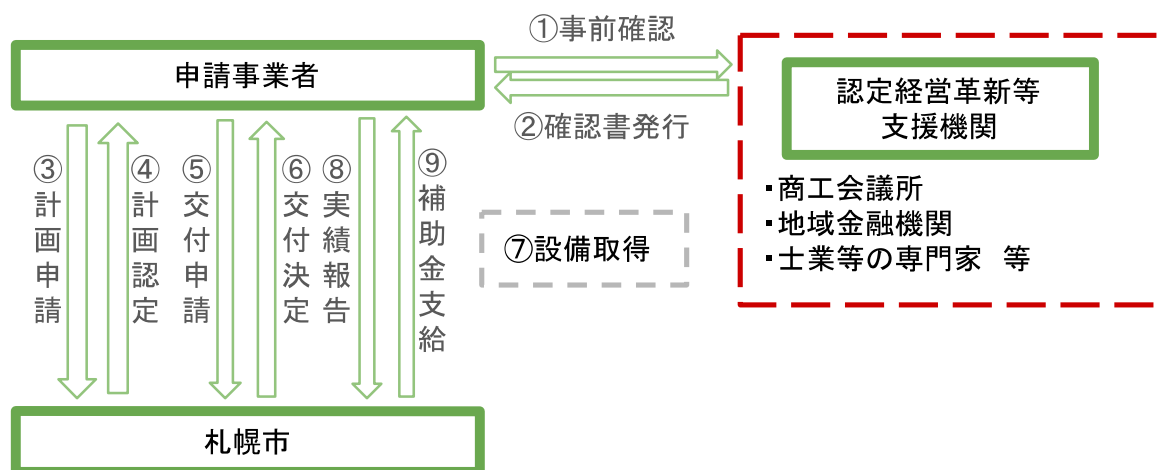 ①事前確認
申請事業者
認定経営革新等
支援機関
②確認書発行
・商工会議所
・地域金融機関
・士業等の専門家　等
③計画申請
④計画認定
⑤交付申請
⑥交付決定
⑧実績報告
⑨補助金支給
⑦設備取得
札幌市